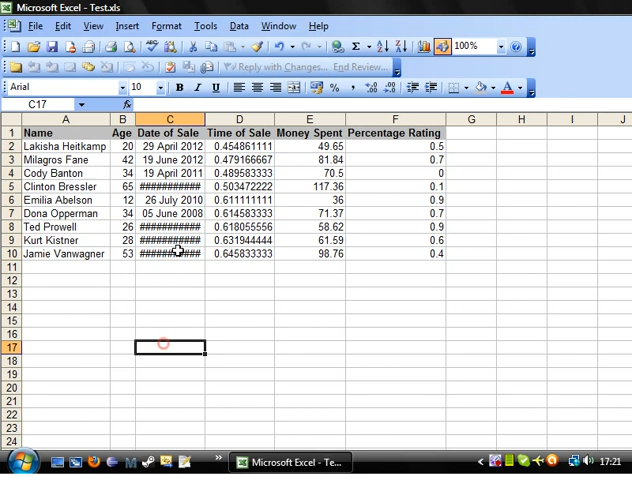 Microsoft Excel - Test.xls
File Edit View Insert Format Tools Data Window Help
Σ 100%
Reply with Changes... End Review...
Arial 10 B I U % , A
C17 fx
A B C D E F G H I J
1 Name Age Date of Sale Time of Sale Money Spent Percentage Rating
2 Lakisha Heitkamp 20 29 April 2012 0.454861111 49.65 0.5
3 Milagros Fane 42 19 June 2012 0.479166667 81.84 0.7
4 Cody Banton 34 19 April 2011 0.489583333 70.5 0
5 Clinton Bressler 65 ########### 0.503472222 117.36 0.1
6 Emilia Abelson 12 26 July 2010 0.611111111 36 0.9
7 Dona Opperman 34 05 June 2008 0.614583333 71.37 0.7
8 Ted Prowell 26 ########### 0.618055556 58.62 0.9
9 Kurt Kistner 28 ########### 0.631944444 61.59 0.6
10 Jamie Vanwagner 53 ########### 0.645833333 98.76 0.4
11
12
13
14
15
16
17
18
19
20
21
22
23
24
Microsoft Excel - Te... 17:21